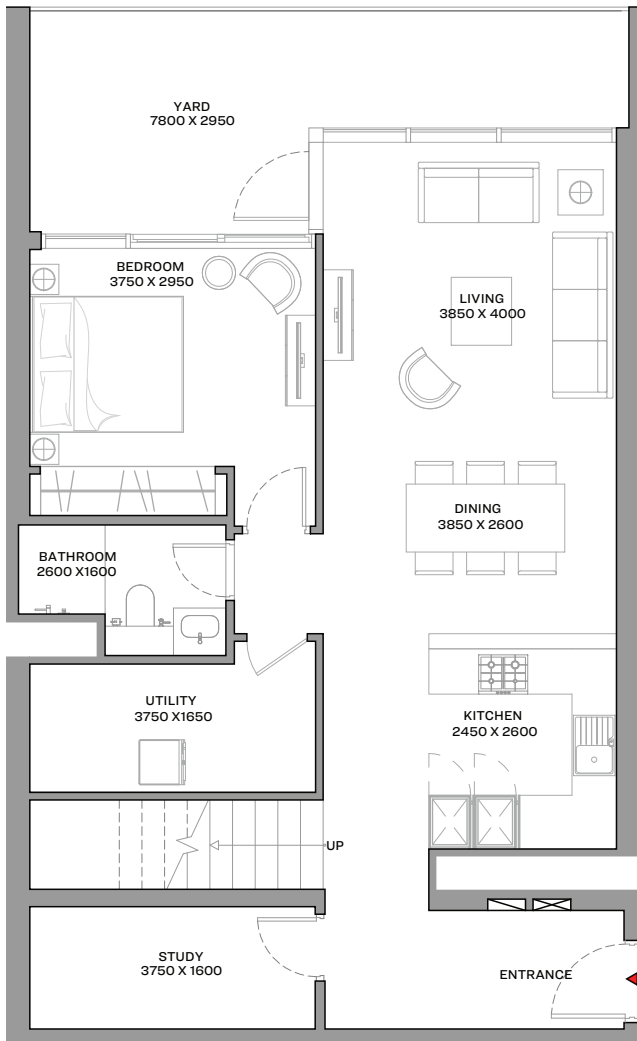 YARD
7800 X 2950
BEDROOM
3750 X 2950
LIVING
3850 X 4000
DINING
3850 X 2600
BATHROOM
2600 X1600
UTILITY
3750 X1650
KITCHEN
2450 X 2600
UP
STUDY
3750 X 1600
ENTRANCE